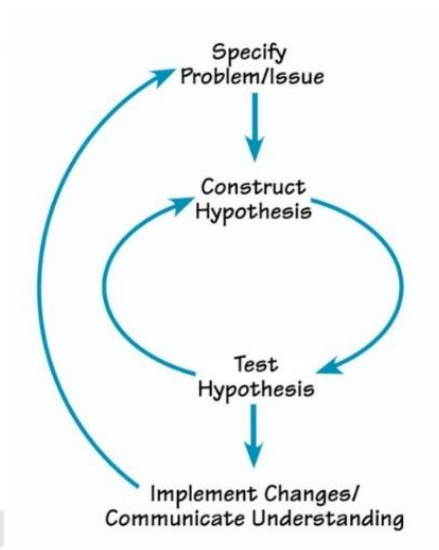 Specify
Problem/Issue
Construct
Hypothesis
Test
Hypothesis
Implement Changes/
Communicate Understanding